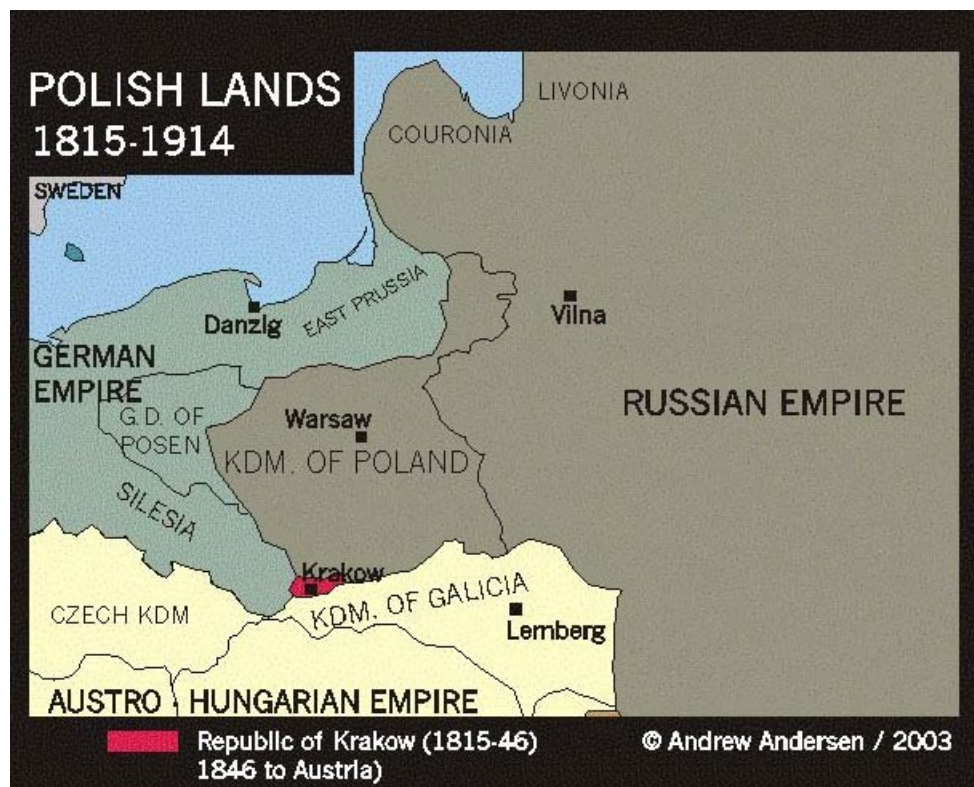 POLISH LANDS
1815-1914
LIVONIA
COURONIA
SWEDEN
EAST PRUSSIA
Danzig
Vilna
GERMAN
EMPIRE
RUSSIAN EMPIRE
G.D. OF
POSEN
Warsaw
KDM. OF POLAND
SILESIA
Krakow
KDM. OF GALICIA
CZECH KDM
Lemberg
AUSTRO HUNGARIAN EMPIRE
Republic of Krakow (1815-46)
1846 to Austria)
© Andrew Andersen / 2003